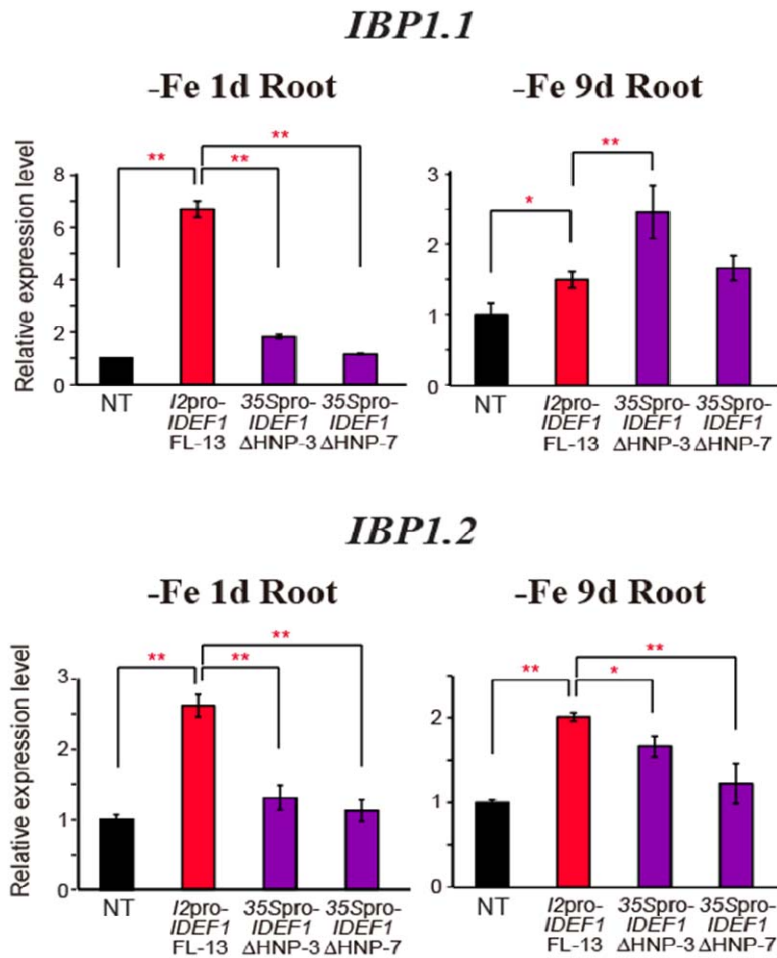 IBP1.1
-Fe 1d Root
Relative expression level
8
6
4
2
0
**
**
**
NT
I2pro-
IDEF1
FL-13
35Spro-
IDEF1
ΔHNP-3
35Spro-
IDEF1
ΔHNP-7
-Fe 9d Root
3
2
1
0
*
**
NT
I2pro-
IDEF1
FL-13
35Spro-
IDEF1
ΔHNP-3
35Spro-
IDEF1
ΔHNP-7
IBP1.2
-Fe 1d Root
Relative expression level
3
2
1
0
**
**
**
NT
I2pro-
IDEF1
FL-13
35Spro-
IDEF1
ΔHNP-3
35Spro-
IDEF1
ΔHNP-7
-Fe 9d Root
2
1
0
**
*
**
NT
I2pro-
IDEF1
FL-13
35Spro-
IDEF1
ΔHNP-3
35Spro-
IDEF1
ΔHNP-7